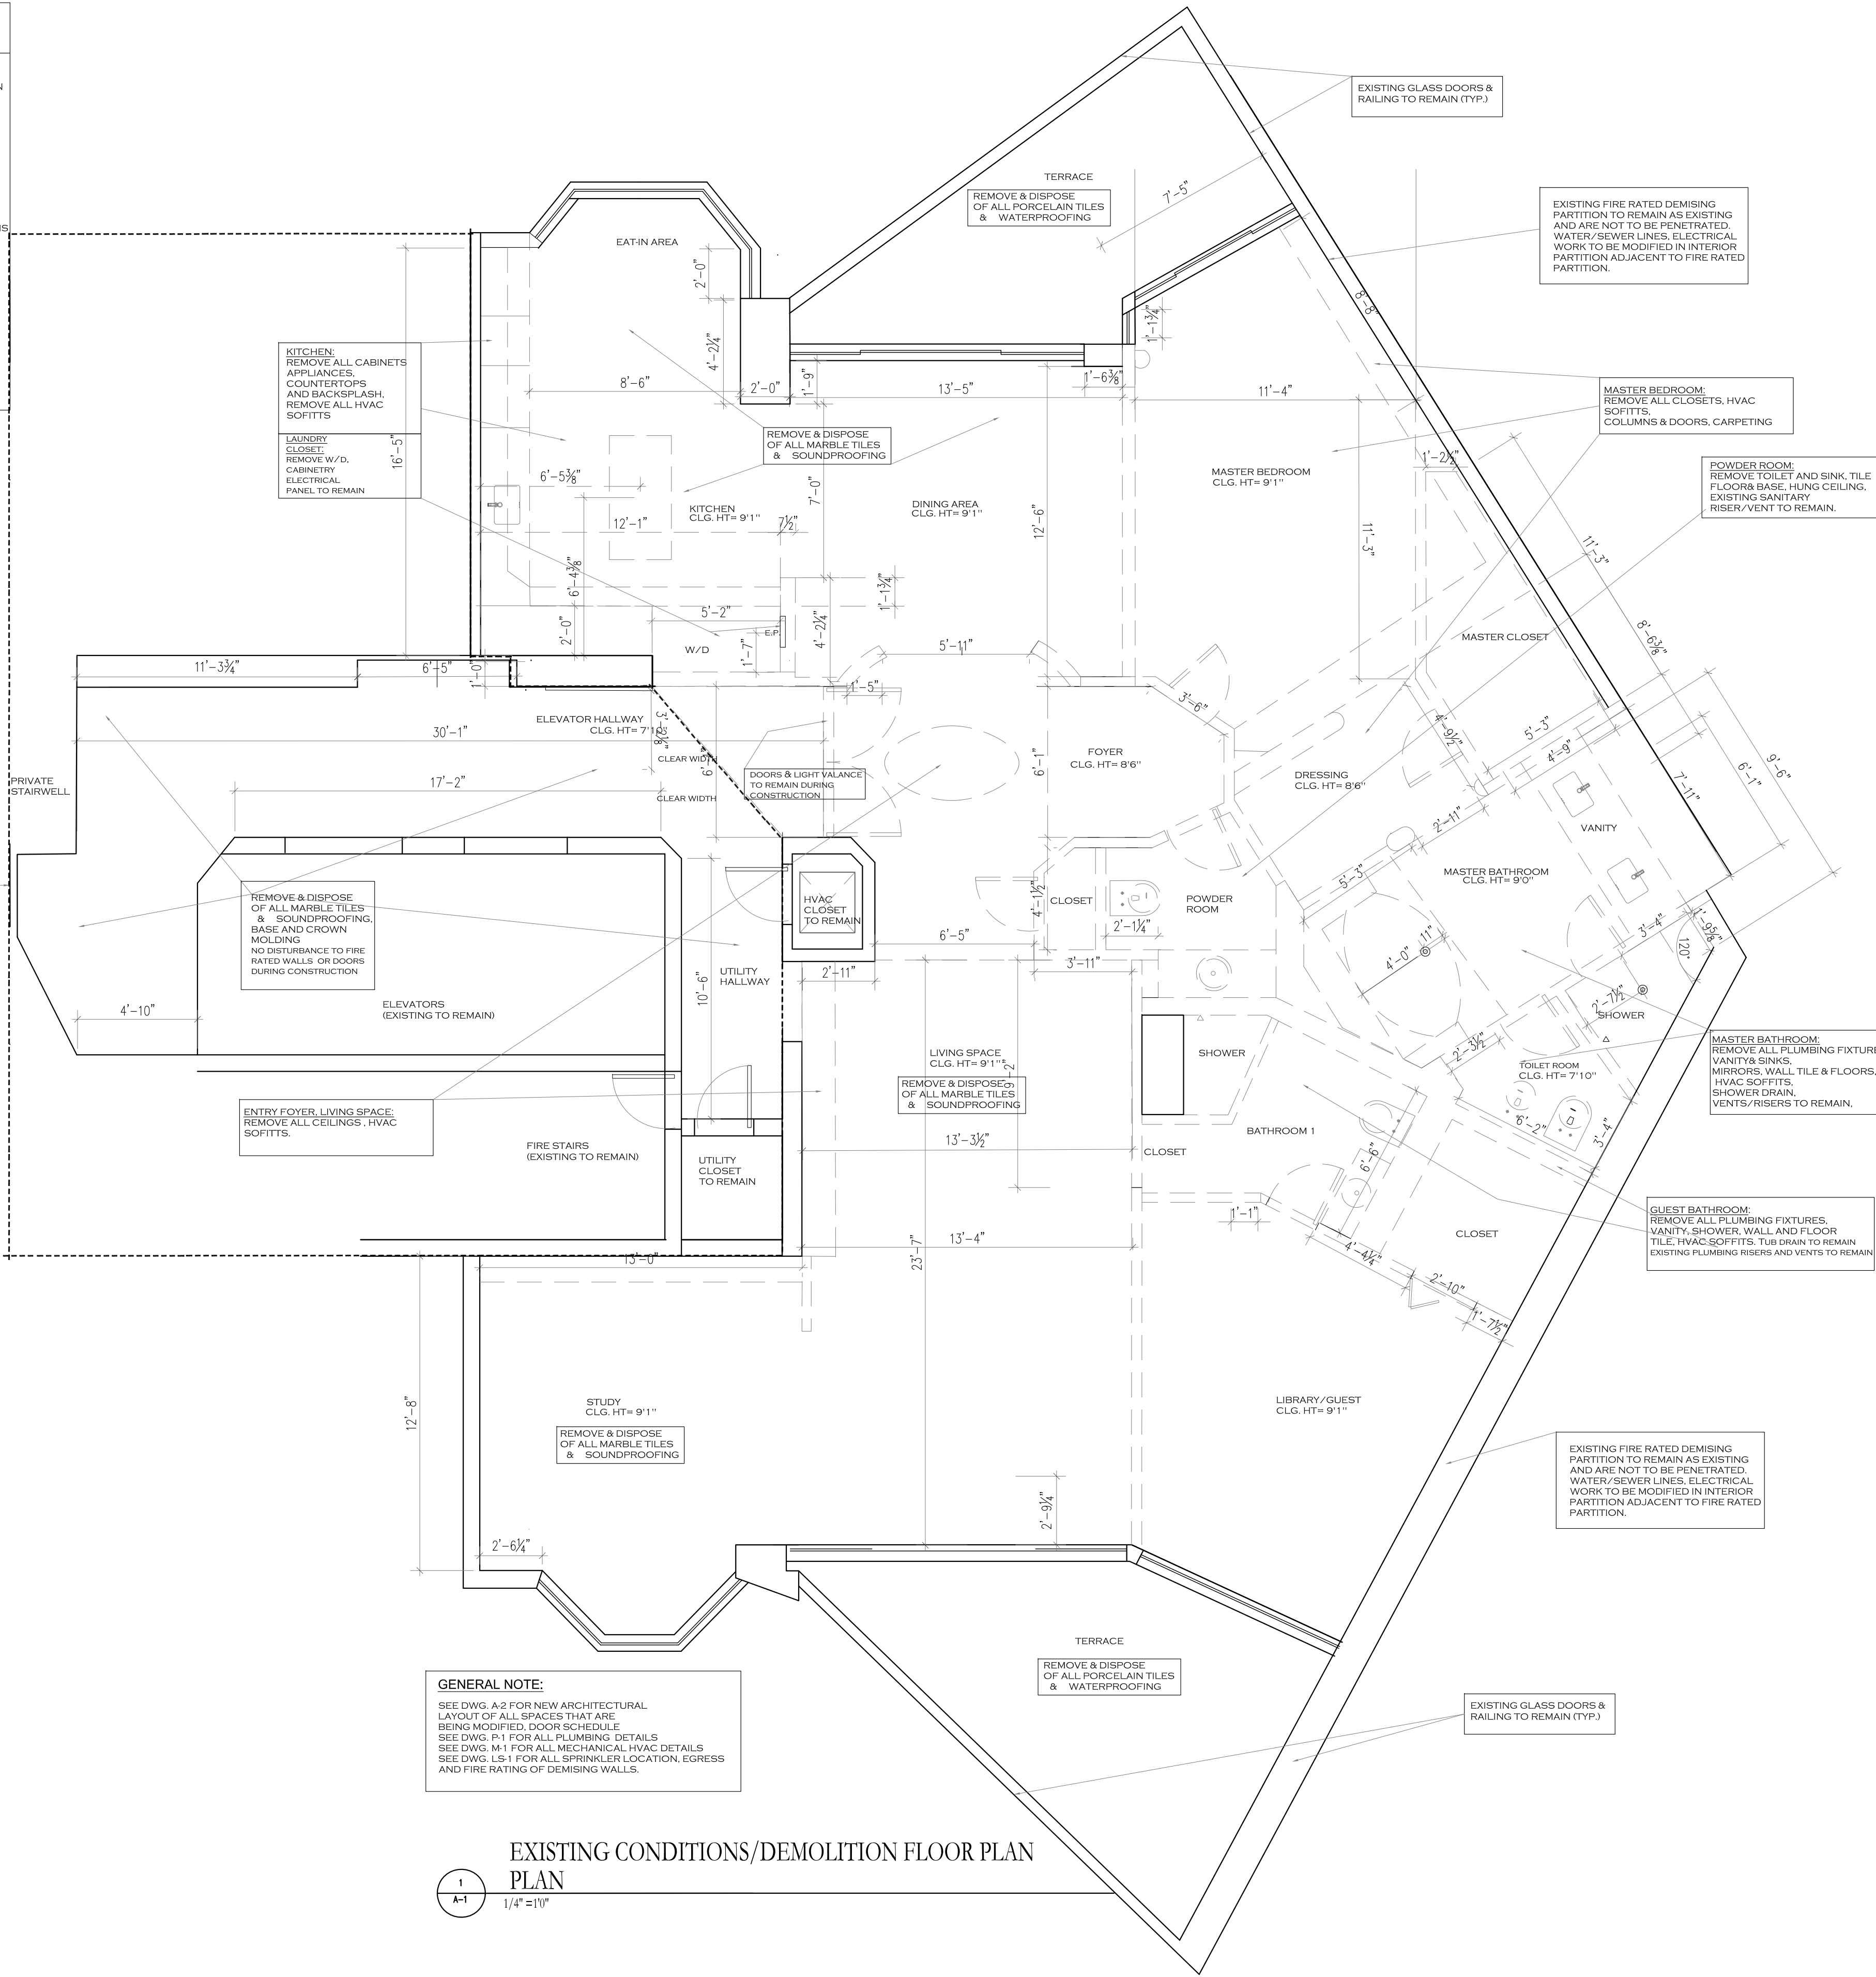 N
IS
EXISTING GLASS DOORS &
RAILING TO REMAIN (TYP.)
TERRACE
REMOVE & DISPOSE
OF ALL PORCELAIN TILES
& WATERPROOFING
7'-5"
EXISTING FIRE RATED DEMISING
PARTITION TO REMAIN AS EXISTING
AND ARE NOT TO BE PENETRATED.
WATER/SEWER LINES, ELECTRICAL
WORK TO BE MODIFIED IN INTERIOR
PARTITION ADJACENT TO FIRE RATED
PARTITION.
EAT-IN AREA
2'-0"
4'-2¼"
8'-8"
1'-1¾"
KITCHEN:
REMOVE ALL CABINETS
APPLIANCES,
COUNTERTOPS
AND BACKSPLASH,
REMOVE ALL HVAC
SOFITTS
LAUNDRY
CLOSET:
REMOVE W/D,
CABINETRY
ELECTRICAL
PANEL TO REMAIN
16'-5"
8'-6"
2'-0"
1'-9"
13'-5"
1'-6⅜"
11'-4"
MASTER BEDROOM:
REMOVE ALL CLOSETS, HVAC
SOFITTS,
COLUMNS & DOORS, CARPETING
REMOVE & DISPOSE
OF ALL MARBLE TILES
& SOUNDPROOFING
6'-5⅜"
12'-1"
KITCHEN
CLG. HT= 9'1"
7½"
7'-0"
DINING AREA
CLG. HT= 9'1"
12'-6"
MASTER BEDROOM
CLG. HT= 9'1"
1'-2½"
11'-3"
11'-3"
POWDER ROOM:
REMOVE TOILET AND SINK, TILE
FLOOR& BASE, HUNG CEILING,
EXISTING SANITARY
RISER/VENT TO REMAIN.
6'-4⅜"
2'-0"
5'-2"
E.P.
W/D
1'-7"
4'-2¼"
1'-1¾"
5'-11"
1'-5"
MASTER CLOSET
8'-6⅜"
3'-6"
11'-3¾"
6'-5"
1'-0"
ELEVATOR HALLWAY
CLG. HT= 7'10"
30'-1"
CLEAR WIDTH
17'-2"
CLEAR WIDTH
DOORS & LIGHT VALANCE
TO REMAIN DURING
CONSTRUCTION
FOYER
CLG. HT= 8'6"
6'-1"
DRESSING
CLG. HT= 8'6"
4'-9½"
5'-3"
4'-9"
7'-11"
6'-1"
9'-6"
PRIVATE
STAIRWELL
VANITY
2'-11"
5'-3"
MASTER BATHROOM
CLG. HT= 9'0"
REMOVE & DISPOSE
OF ALL MARBLE TILES
& SOUNDPROOFING,
BASE AND CROWN
MOLDING
NO DISTURBANCE TO FIRE
RATED WALLS OR DOORS
DURING CONSTRUCTION
HVAC
CLOSET
TO REMAIN
4'-1½"
CLOSET
POWDER
ROOM
2'-1¼"
3'-4"
1'-9⅝"
120°
11"
4'-0"
6'-5"
3'-11"
2'-11"
UTILITY
HALLWAY
10'-6"
4'-10"
ELEVATORS
(EXISTING TO REMAIN)
2'-7½"
SHOWER
LIVING SPACE
CLG. HT= 9'1"
9'-2"
REMOVE & DISPOSE
OF ALL MARBLE TILES
& SOUNDPROOFING
SHOWER
2'-3½"
TOILET ROOM
CLG. HT= 7'10"
MASTER BATHROOM:
REMOVE ALL PLUMBING FIXTURE
VANITY& SINKS,
MIRRORS, WALL TILE & FLOORS,
HVAC SOFFITS,
SHOWER DRAIN,
VENTS/RISERS TO REMAIN,
ENTRY FOYER, LIVING SPACE:
REMOVE ALL CEILINGS , HVAC
SOFITTS.
FIRE STAIRS
(EXISTING TO REMAIN)
UTILITY
CLOSET
TO REMAIN
13'-3½"
CLOSET
BATHROOM 1
6'-6"
6'-2"
3'-4"
1'-1"
GUEST BATHROOM:
REMOVE ALL PLUMBING FIXTURES,
VANITY, SHOWER, WALL AND FLOOR
TILE, HVAC SOFFITS. TUB DRAIN TO REMAIN
EXISTING PLUMBING RISERS AND VENTS TO REMAIN
13'-0"
23'-7"
13'-4"
4'-4¼"
CLOSET
2'-10"
1'-7½"
12'-8"
STUDY
CLG. HT= 9'1"
REMOVE & DISPOSE
OF ALL MARBLE TILES
& SOUNDPROOFING
LIBRARY/GUEST
CLG. HT= 9'1"
EXISTING FIRE RATED DEMISING
PARTITION TO REMAIN AS EXISTING
AND ARE NOT TO BE PENETRATED.
WATER/SEWER LINES, ELECTRICAL
WORK TO BE MODIFIED IN INTERIOR
PARTITION ADJACENT TO FIRE RATED
PARTITION.
2'-9¼"
2'-6¼"
TERRACE
REMOVE & DISPOSE
OF ALL PORCELAIN TILES
& WATERPROOFING
EXISTING GLASS DOORS &
RAILING TO REMAIN (TYP.)
GENERAL NOTE:
SEE DWG. A-2 FOR NEW ARCHITECTURAL
LAYOUT OF ALL SPACES THAT ARE
BEING MODIFIED, DOOR SCHEDULE
SEE DWG. P-1 FOR ALL PLUMBING DETAILS
SEE DWG. M-1 FOR ALL MECHANICAL HVAC DETAILS
SEE DWG. LS-1 FOR ALL SPRINKLER LOCATION, EGRESS
AND FIRE RATING OF DEMISING WALLS.
1
A-1
EXISTING CONDITIONS/DEMOLITION FLOOR PLAN
PLAN
1/4" =1'0"